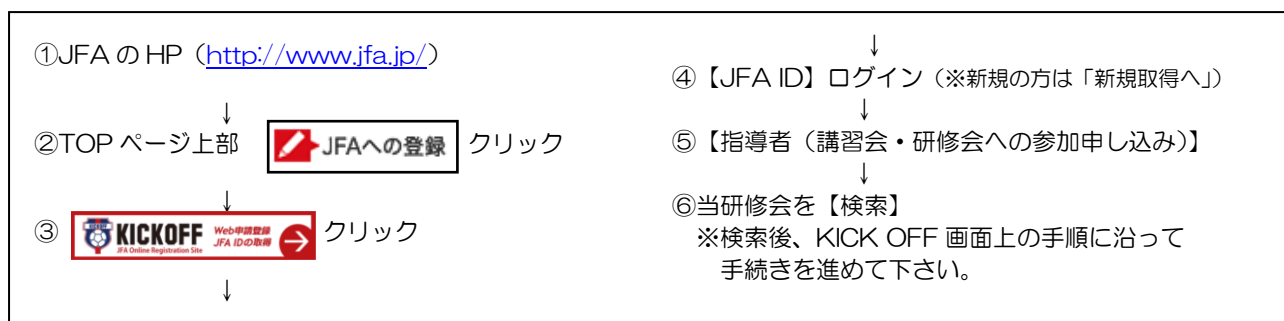 ①JFA の HP（http://www.jfa.jp/）
↓
②TOP ページ上部 JFAへの登録 クリック
↓
③ KICKOFF JFA Online Registration Site Web申請登録 JFA IDの取得 クリック
↓
↓
④【JFA ID】ログイン（※新規の方は「新規取得へ」）
↓
⑤【指導者（講習会・研修会への参加申し込み）】
↓
⑥当研修会を【検索】
※検索後、KICK OFF 画面上の手順に沿って
手続きを進めて下さい。